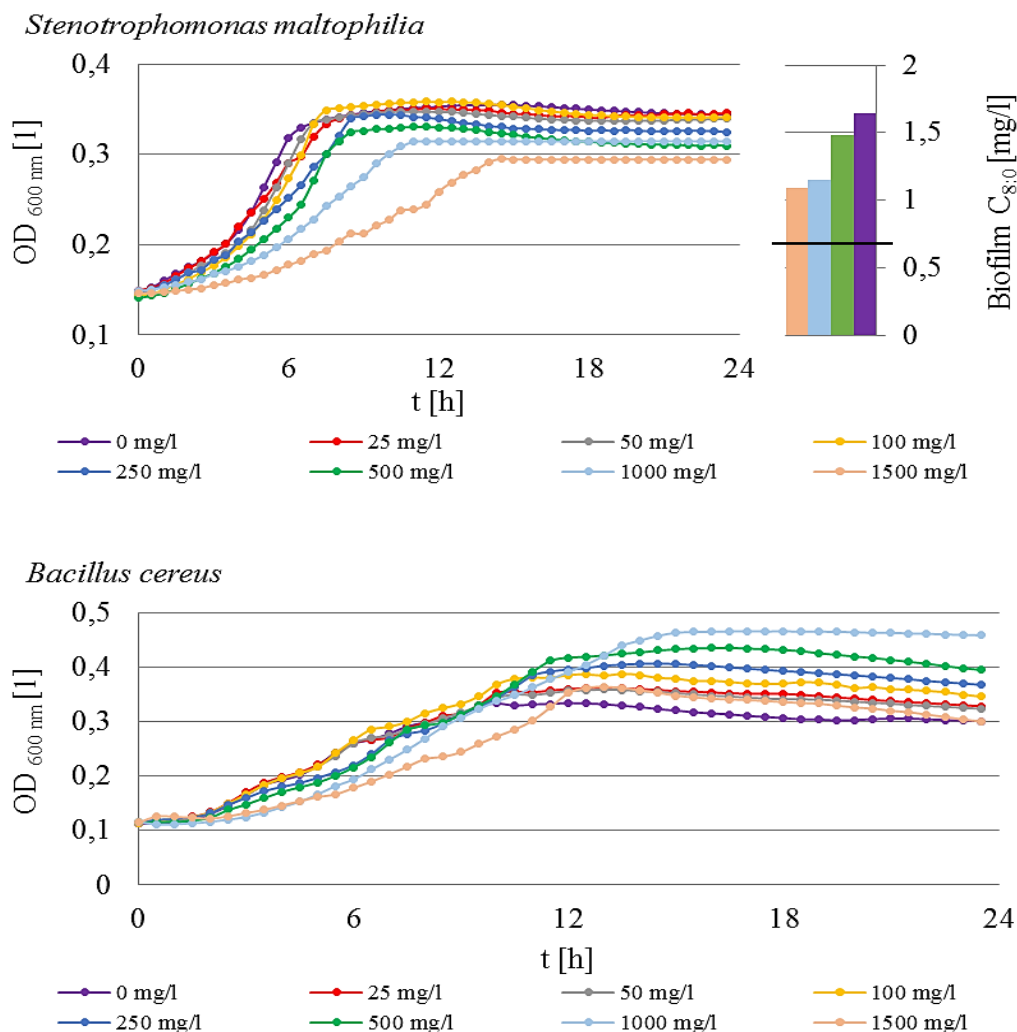 Stenotrophomonas maltophilia
0,4
0,3
0,2
0,1
OD 600 nm [1]
0 6 12 18 24
t [h]
2
1,5
1
0,5
0
Biofilm C8:0 [mg/l]
0 mg/l 25 mg/l 50 mg/l 100 mg/l
250 mg/l 500 mg/l 1000 mg/l 1500 mg/l
Bacillus cereus
0,5
0,4
0,3
0,2
0,1
0
OD 600 nm [1]
0 6 12 18 24
t [h]
0 mg/l 25 mg/l 50 mg/l 100 mg/l
250 mg/l 500 mg/l 1000 mg/l 1500 mg/l